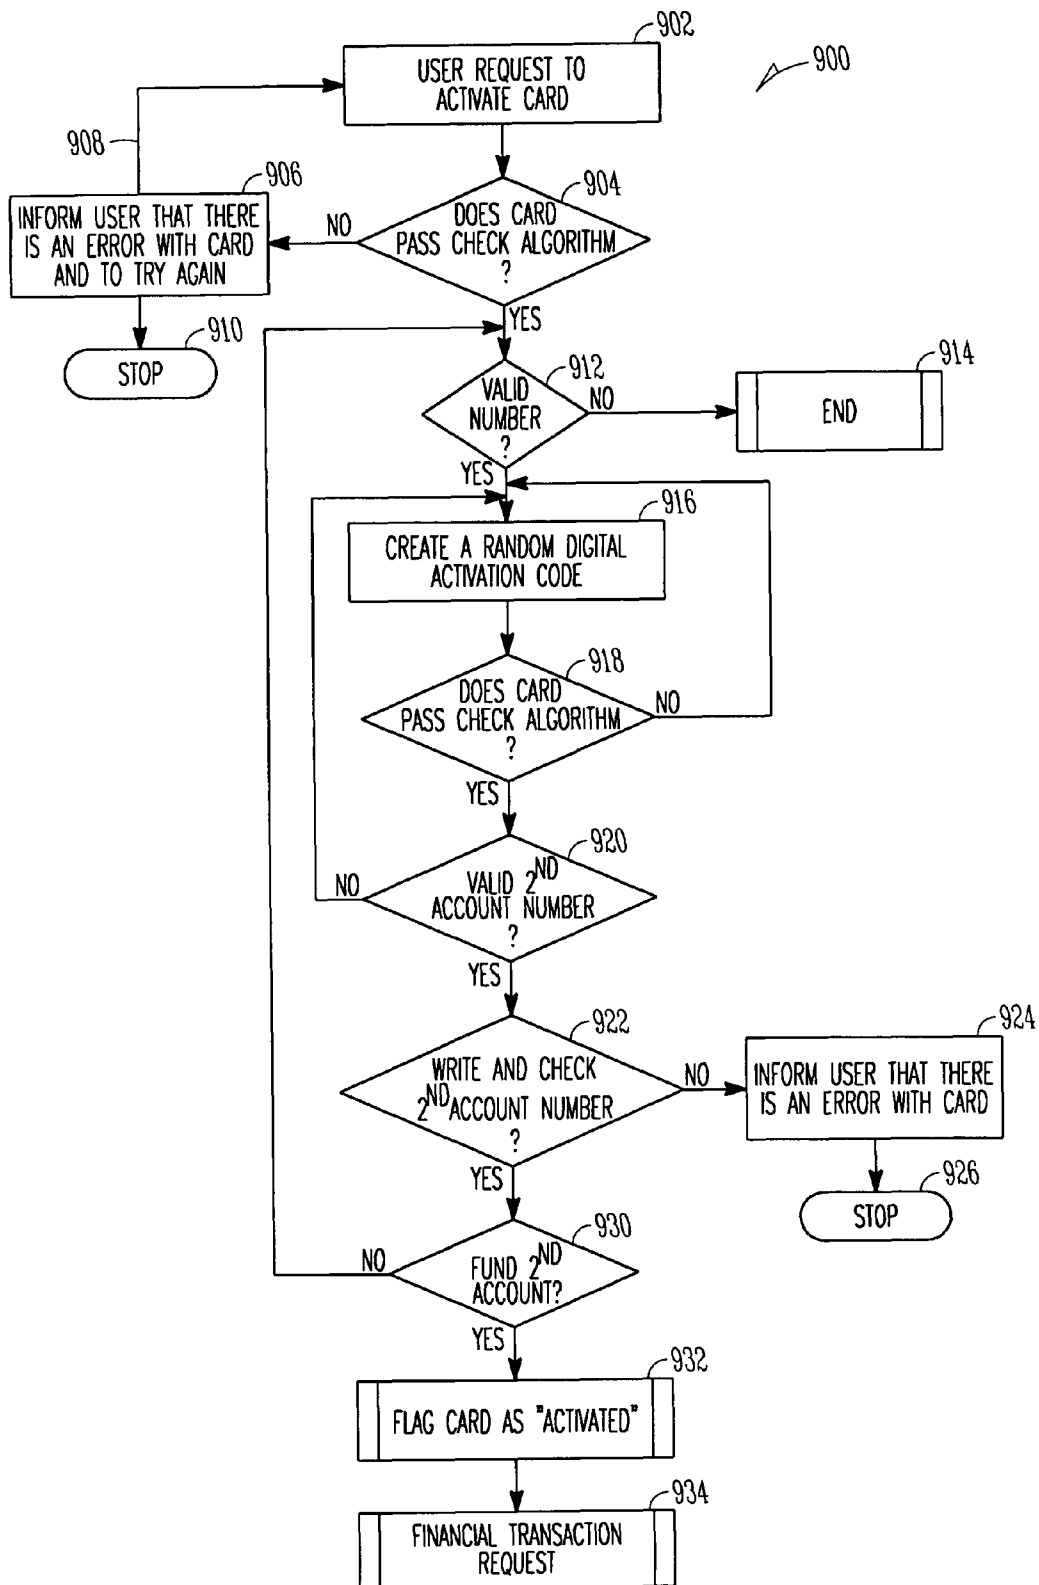 902
USER REQUEST TO
ACTIVATE CARD
900
908
906
INFORM USER THAT THERE
IS AN ERROR WITH CARD
AND TO TRY AGAIN
NO
904
DOES CARD
PASS CHECK ALGORITHM
?
YES
910
STOP
912
VALID
NUMBER
?
NO
914
END
YES
916
CREATE A RANDOM DIGITAL
ACTIVATION CODE
918
DOES CARD
PASS CHECK ALGORITHM
?
NO
YES
920
VALID 2ND
ACCOUNT NUMBER
?
NO
YES
922
WRITE AND CHECK
2ND ACCOUNT NUMBER
?
NO
924
INFORM USER THAT THERE
IS AN ERROR WITH CARD
YES
926
STOP
930
FUND 2ND
ACCOUNT?
NO
YES
932
FLAG CARD AS "ACTIVATED"
934
FINANCIAL TRANSACTION
REQUEST